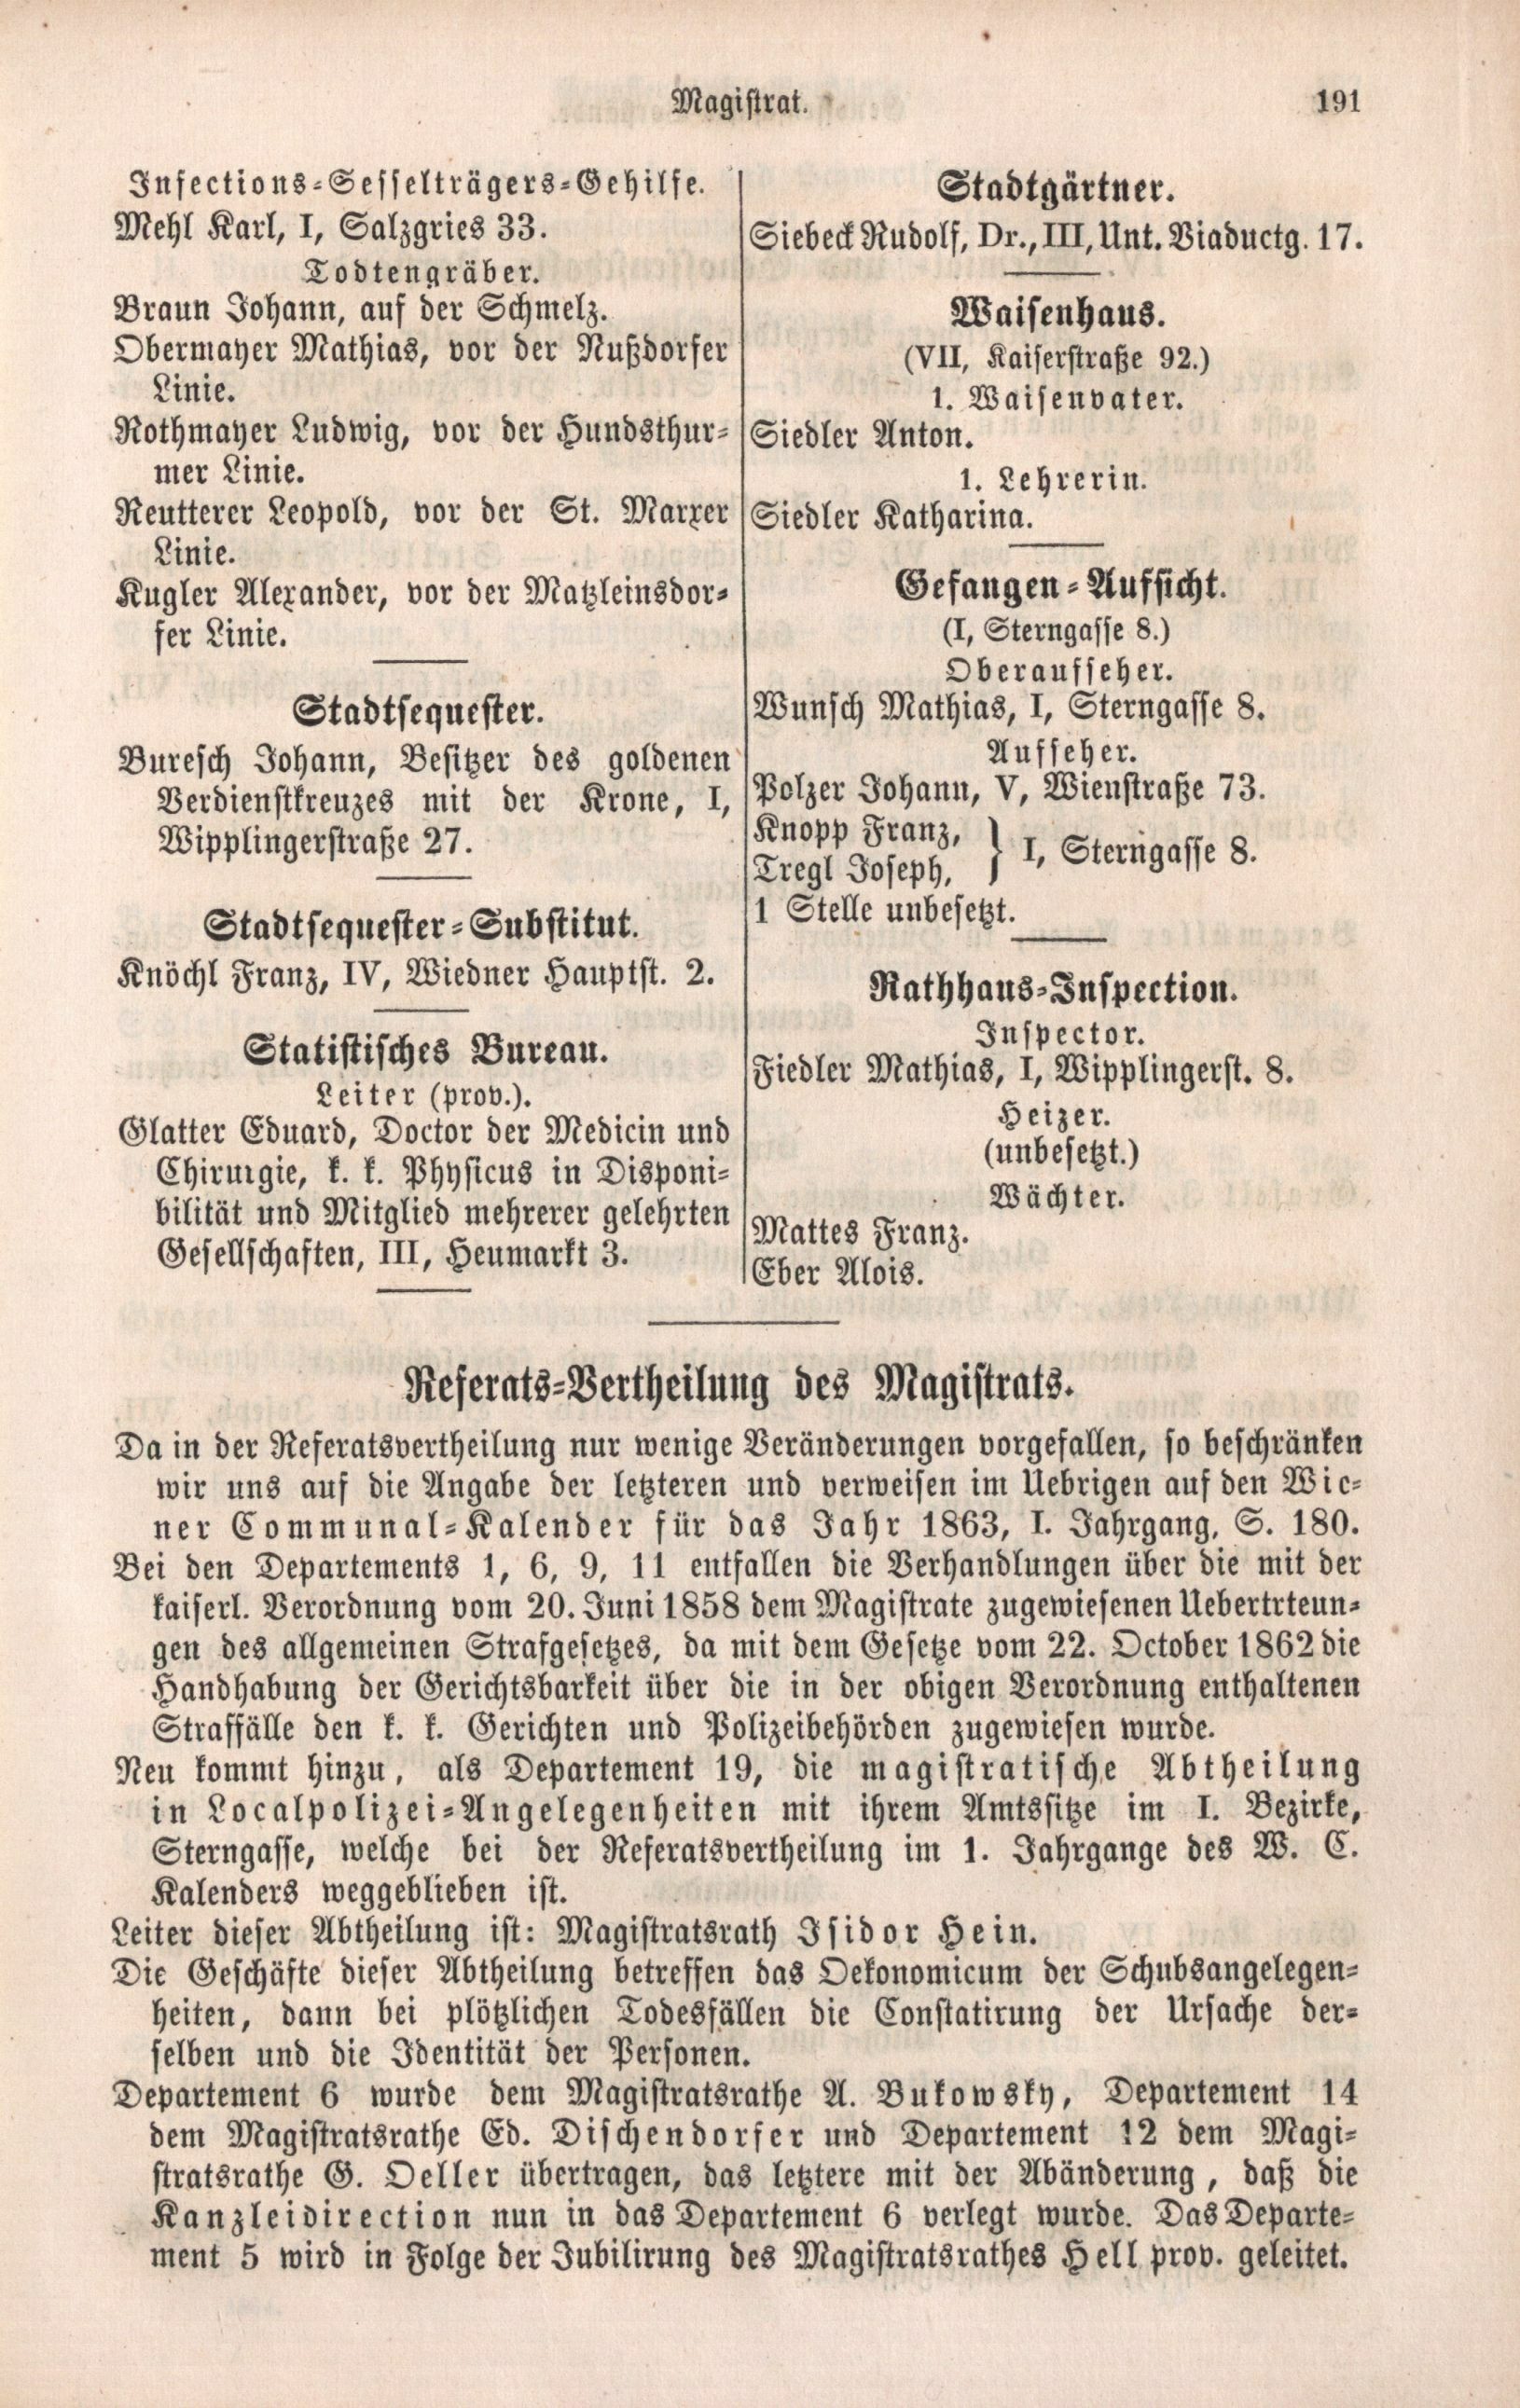 Magistrat.
191
Infections-Sesselträgers-Gehilfe.
Mehl Karl, I, Salzgries 33.
Todtengräber.
Braun Johann, auf der Schmelz.
Obermayer Mathias, vor der Nußdorfer
Linie.
Rothmayer Ludwig, vor der Hundsthur-
mer Linie.
Reutterer Leopold, vor der St. Marxer
Linie.
Kugler Alexander, vor der Matzleinsdor-
fer Linie.
Stadtsequester.
Buresch Johann, Besitzer des goldenen
Verdienstkreuzes mit der Krone, I,
Wipplingerstraße 27.
Stadtsequester-Substitut.
Knöchl Franz, IV, Wiedner Hauptst. 2.
Statistisches Bureau.
Leiter (prov.).
Glatter Eduard, Doctor der Medicin und
Chirurgie, k. k. Physicus in Disponi-
bilität und Mitglied mehrerer gelehrten
Gesellschaften, III, Heumarkt 3.
Stadtgärtner.
Siebeck Rudolf, Dr., III, Unt. Viaductg. 17.
Waisenhaus.
(VII, Kaiserstraße 92.)
1. Waisenvater.
Siedler Anton.
1. Lehrerin.
Siedler Katharina.
Gefangen-Aufsicht.
(I, Sterngasse 8.)
Oberaufseher.
Wunsch Mathias, I, Sterngasse 8.
Aufseher.
Polzer Johann, V, Wienstraße 73.
Knopp Franz,
Tregl Joseph, } I, Sterngasse 8.
1 Stelle unbesetzt.
Rathhaus-Inspection.
Inspector.
Fiedler Mathias, I, Wipplingerst. 8.
Heizer.
(unbesetzt.)
Wächter.
Mattes Franz.
Eber Alois.
Referats-Vertheilung des Magistrats.
Da in der Referatsvertheilung nur wenige Veränderungen vorgefallen, so beschränken
wir uns auf die Angabe der letzteren und verweisen im Uebrigen auf den Wie-
ner Communal-Kalender für das Jahr 1863, I. Jahrgang, S. 180.
Bei den Departements 1, 6, 9, 11 entfallen die Verhandlungen über die mit der
kaiserl. Verordnung vom 20. Juni 1858 dem Magistrate zugewiesenen Uebertrteun-
gen des allgemeinen Strafgesetzes, da mit dem Gesetze vom 22. October 1862 die
Handhabung der Gerichtsbarkeit über die in der obigen Verordnung enthaltenen
Straffälle den k. k. Gerichten und Polizeibehörden zugewiesen wurde.
Neu kommt hinzu, als Departement 19, die magistratische Abtheilung
in Localpolizei-Angelegenheiten mit ihrem Amtssitze im I. Bezirke,
Sterngasse, welche bei der Referatsvertheilung im 1. Jahrgange des W. C.
Kalenders weggeblieben ist.
Leiter dieser Abtheilung ist: Magistratsrath Isidor Hein.
Die Geschäfte dieser Abtheilung betreffen das Oekonomicum der Schubsangelegen-
heiten, dann bei plötzlichen Todesfällen die Constatirung der Ursache der-
selben und die Identität der Personen.
Departement 6 wurde dem Magistratsrathe A. Bukowsky, Departement 14
dem Magistratsrathe Ed. Dischendorfer und Departement 12 dem Magi-
stratsrathe G. Oeller übertragen, das letztere mit der Abänderung, daß die
Kanzleidirection nun in das Departement 6 verlegt wurde. Das Departe-
ment 5 wird in Folge der Jubilirung des Magistratsrathes Hell prov. geleitet.